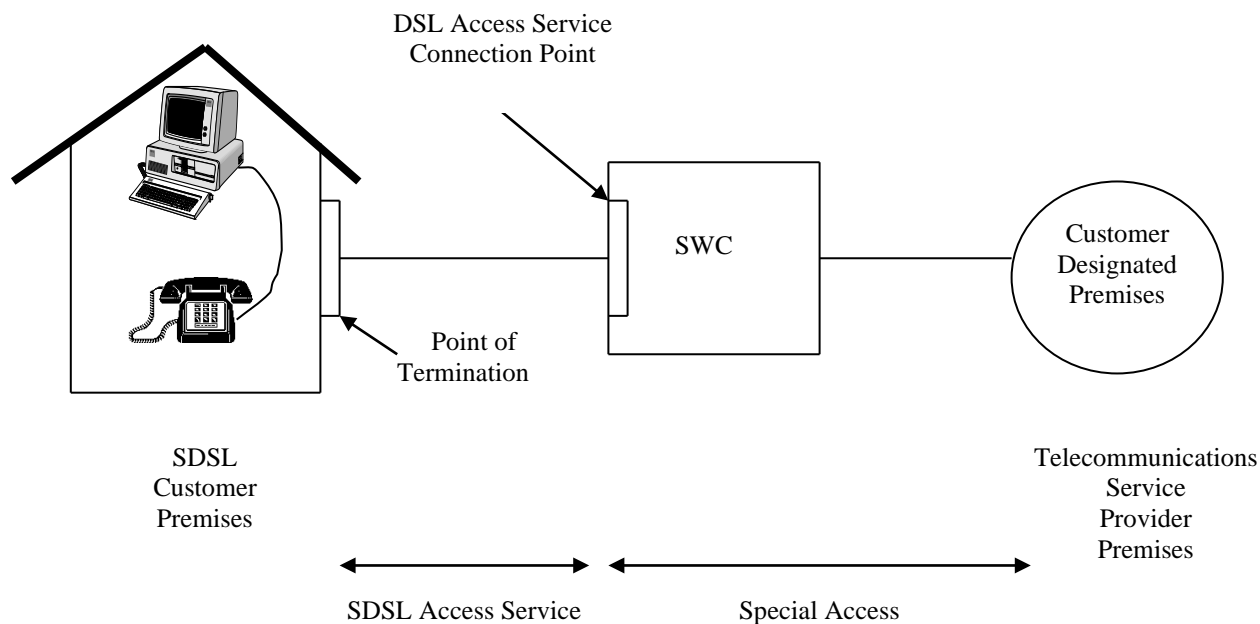 DSL Access Service
Connection Point
SWC
Customer
Designated
Premises
Point of
Termination
SDSL
Customer
Premises
Telecommunications
Service
Provider
Premises
SDSL Access Service
Special Access